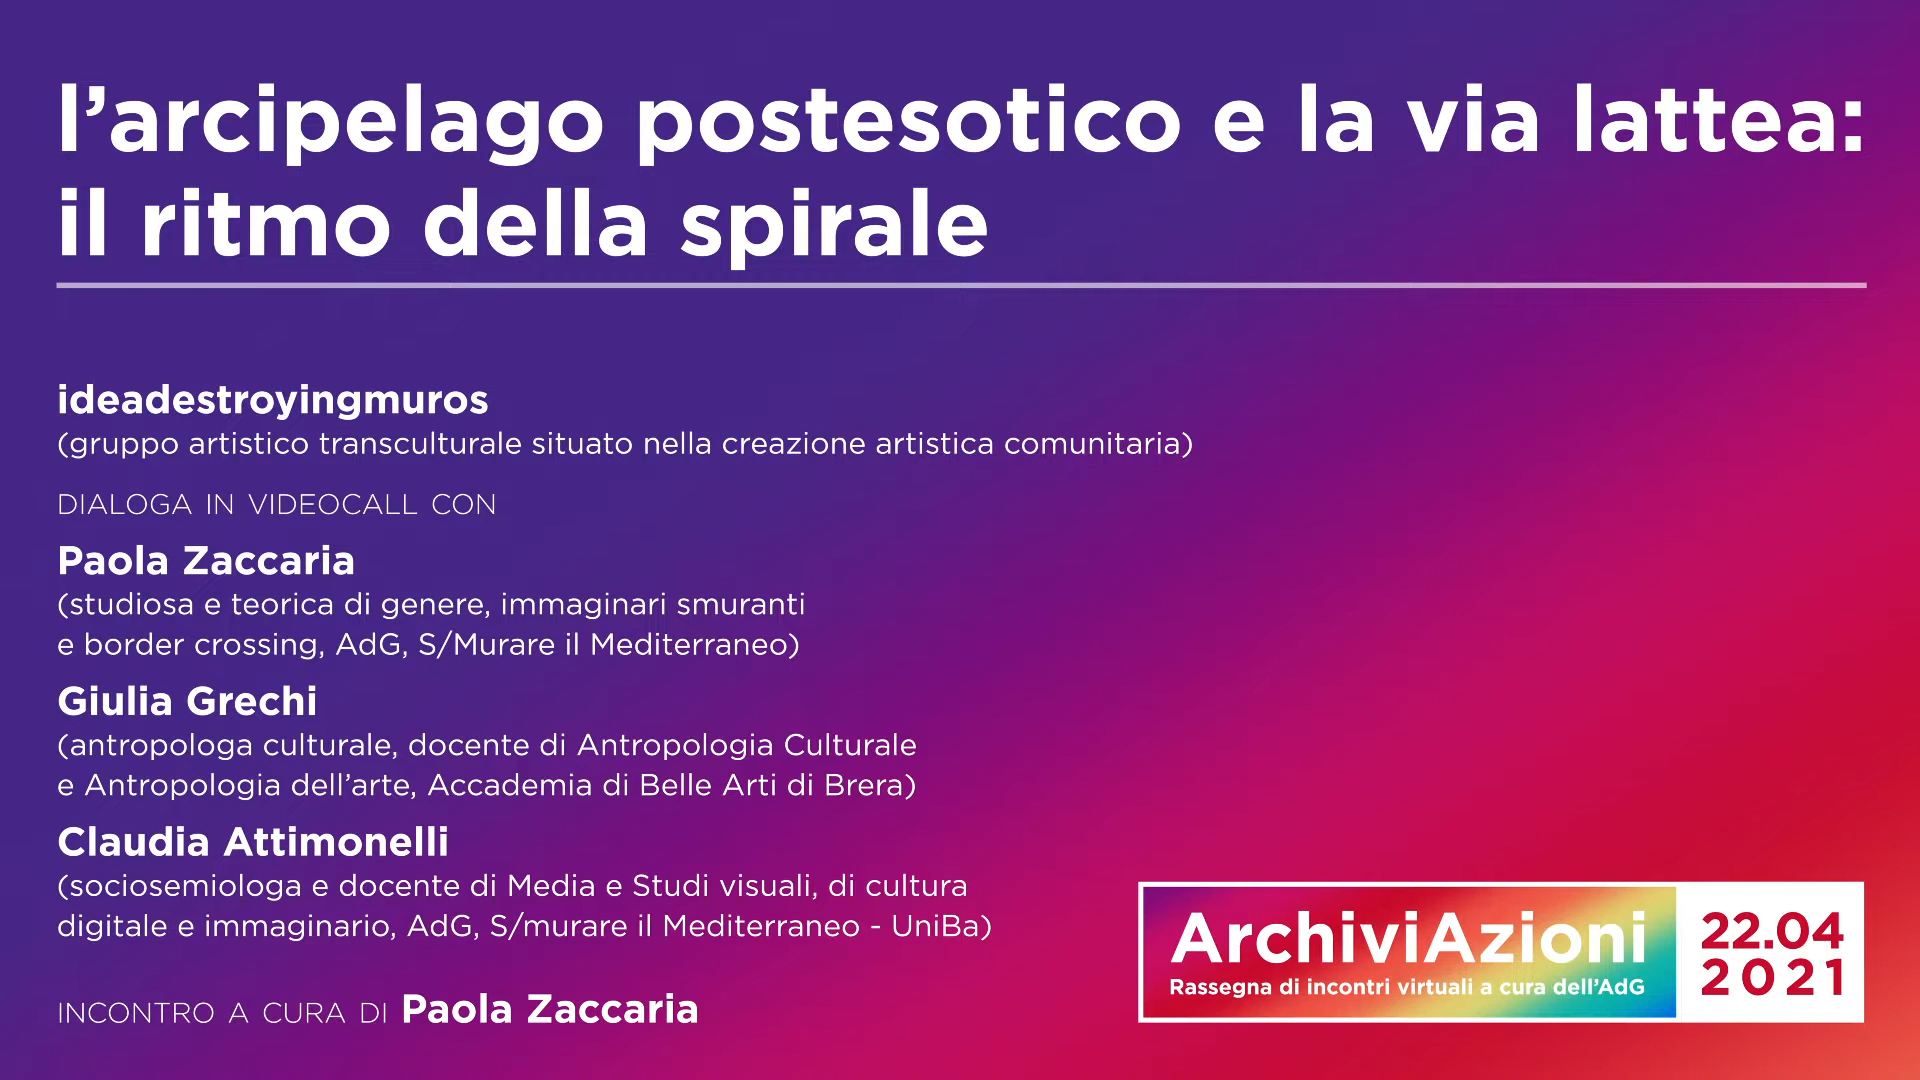 l’arcipelago postesotico e la via lattea:
il ritmo della spirale
ideadestroyingmuros
(gruppo artistico transculturale situato nella creazione artistica comunitaria)
DIALOGA IN VIDEOCALL CON
Paola Zaccaria
(studiosa e teorica di genere, immaginari smuranti
e border crossing, AdG, S/Murare il Mediterraneo)
Giulia Grechi
(antropologa culturale, docente di Antropologia Culturale
e Antropologia dell’arte, Accademia di Belle Arti di Brera)
Claudia Attimonelli
(sociosemiologa e docente di Media e Studi visuali, di cultura
digitale e immaginario, AdG, S/murare il Mediterraneo - UniBa)
INCONTRO A CURA DI Paola Zaccaria
ArchiviAzioni
Rassegna di incontri virtuali a cura dell’AdG
22.04
2021